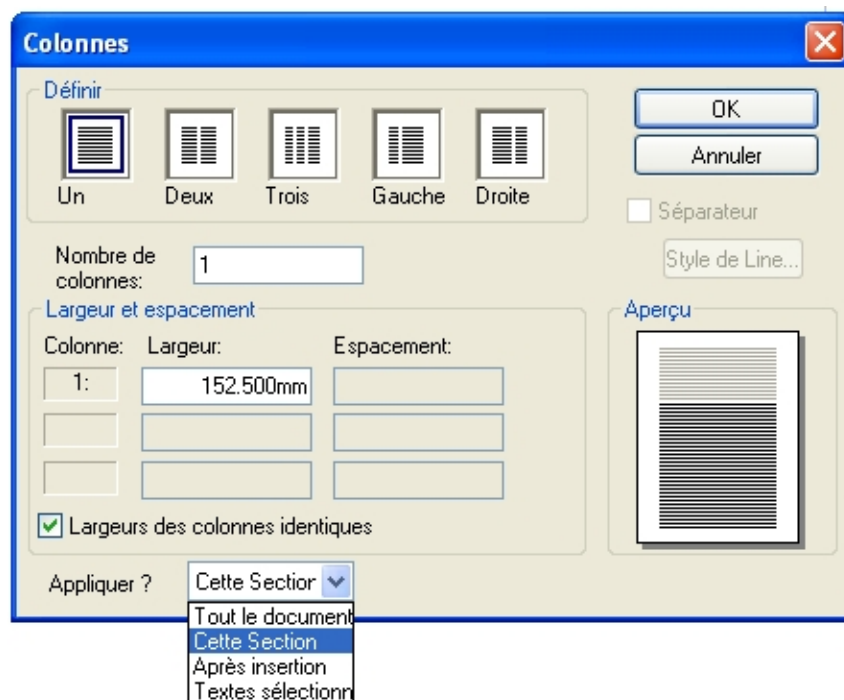 Colonnes
Définir
Un Deux Trois Gauche Droite
OK
Annuler
Séparateur
Style de Line...
Nombre de
colonnes:
1
Largeur et espacement
Colonne: Largeur: Espacement:
1: 152.500mm
Largeurs des colonnes identiques
Aperçu
Appliquer ? Cette Section
Tout le document
Cette Section
Après insertion
Textes sélectionn